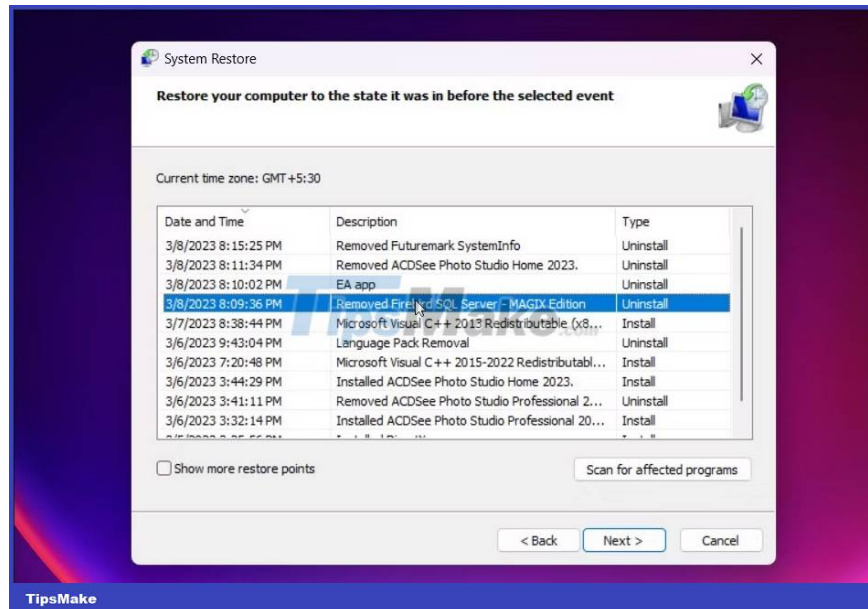 System Restore
Restore your computer to the state it was in before the selected event
Current time zone: GMT+5:30
Date and Time Description Type
3/8/2023 8:15:25 PM Removed Futuremark SystemInfo Uninstall
3/8/2023 8:11:34 PM Removed ACDSee Photo Studio Home 2023. Uninstall
3/8/2023 8:10:02 PM EA app Uninstall
3/8/2023 8:09:36 PM Removed Firebird SQL Server - MAGIX Edition Uninstall
3/7/2023 8:38:44 PM Microsoft Visual C++ 2013 Redistributable (x8... Install
TipsMake.com
3/6/2023 9:43:04 PM Language Pack Removal Uninstall
3/6/2023 7:20:48 PM Microsoft Visual C++ 2015-2022 Redistributabl... Install
3/6/2023 3:44:29 PM Installed ACDSee Photo Studio Home 2023. Install
3/6/2023 3:41:11 PM Removed ACDSee Photo Studio Professional 2... Uninstall
3/6/2023 3:32:14 PM Installed ACDSee Photo Studio Professional 20... Install
Show more restore points Scan for affected programs
< Back Next > Cancel
TipsMake